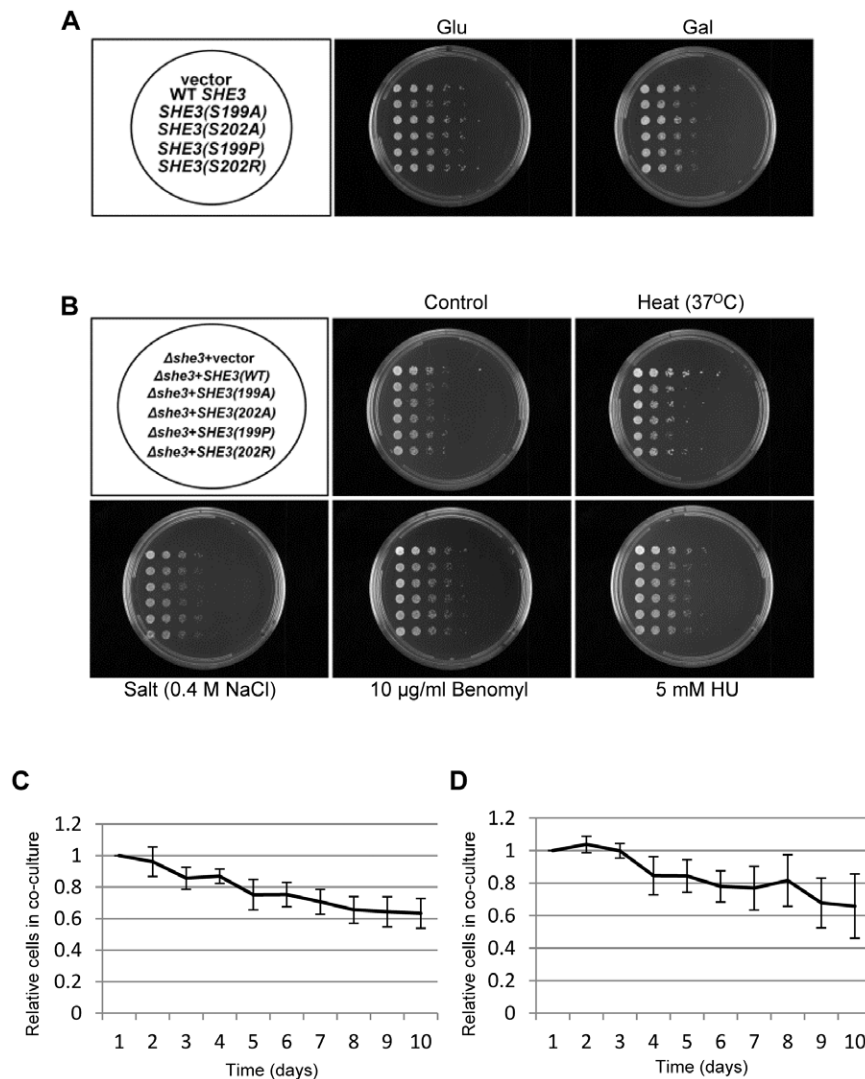 A
Glu
Gal
vector
WT SHE3
SHE3(S199A)
SHE3(S202A)
SHE3(S199P)
SHE3(S202R)
B
Control
Heat (37ᴼC)
Δshe3+vector
Δshe3+SHE3(WT)
Δshe3+SHE3(199A)
Δshe3+SHE3(202A)
Δshe3+SHE3(199P)
Δshe3+SHE3(202R)
Salt (0.4 M NaCl)
10 µg/ml Benomyl
5 mM HU
C
Relative cells in co-culture
1.2
1
0.8
0.6
0.4
0.2
0
1 2 3 4 5 6 7 8 9 10
Time (days)
D
Relative cells in co-culture
1.2
1
0.8
0.6
0.4
0.2
0
1 2 3 4 5 6 7 8 9 10
Time (days)